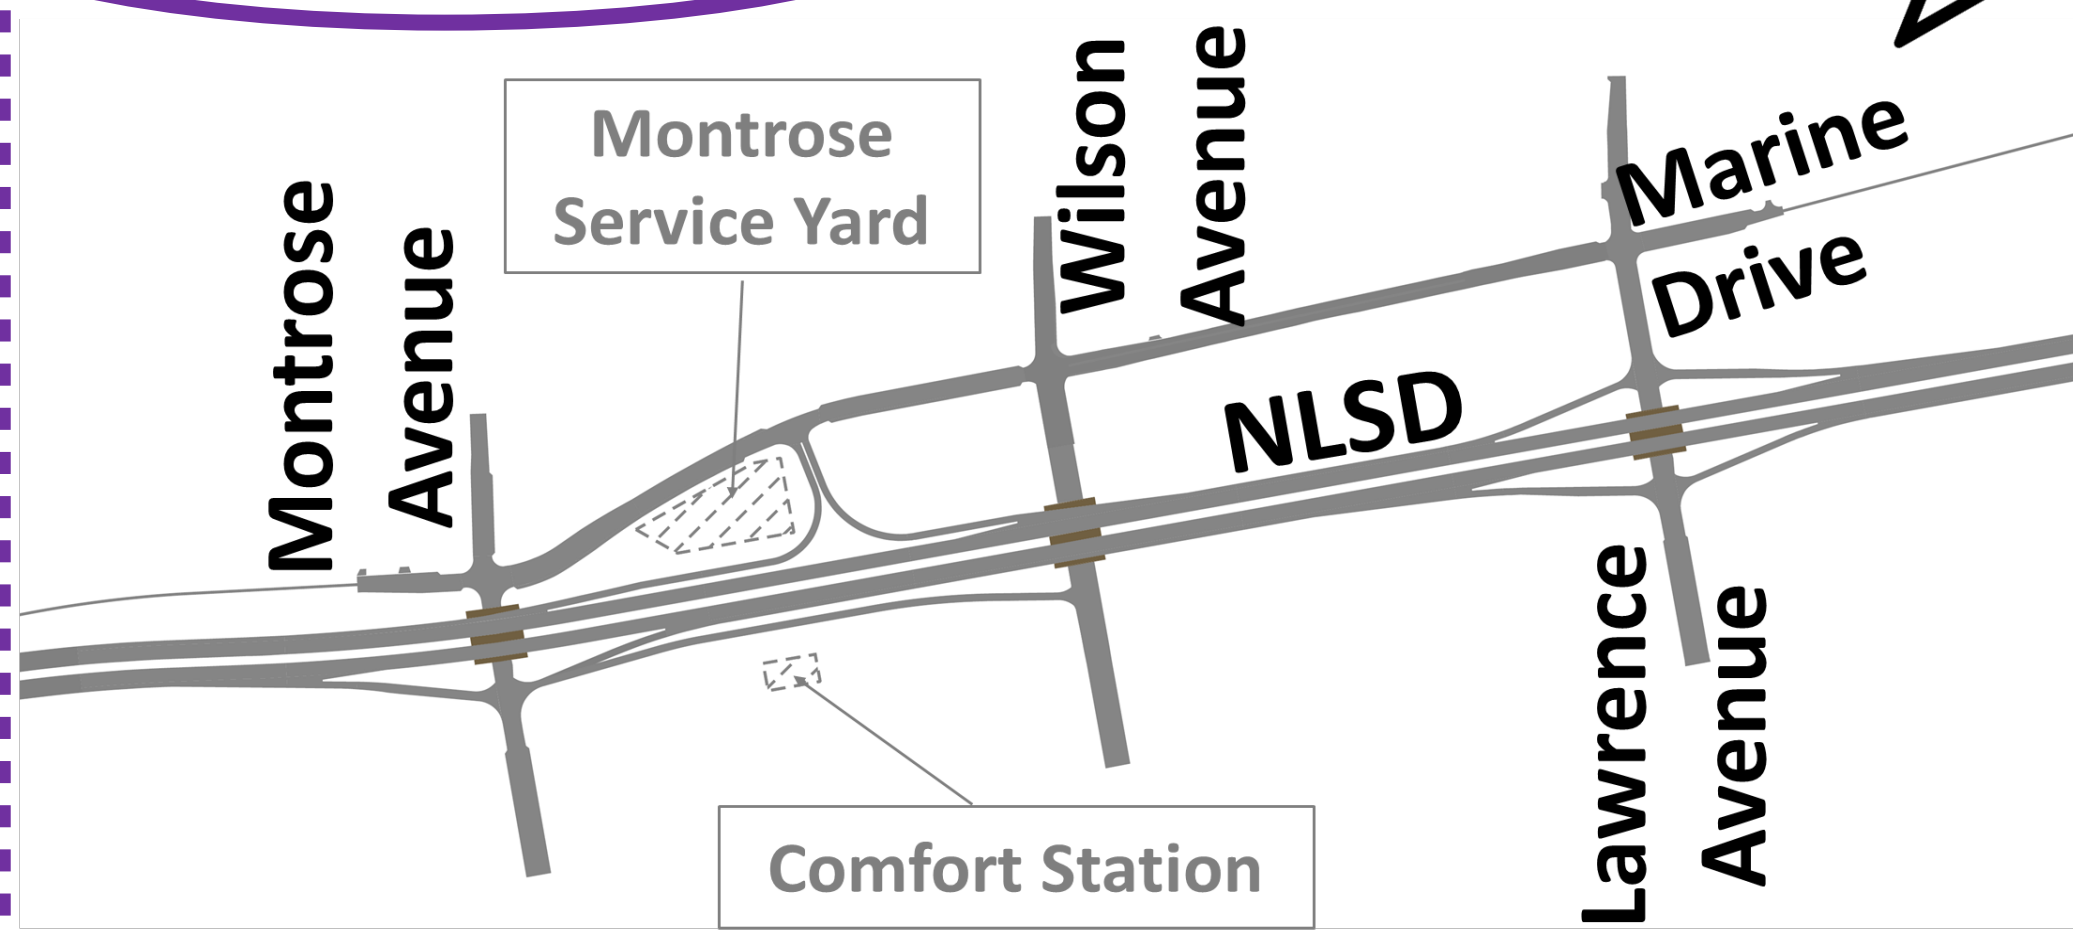 Montrose
Avenue
Montrose
Service Yard
Wilson
Avenue
Marine
Drive
NLSD
Lawrence
Avenue
Comfort Station